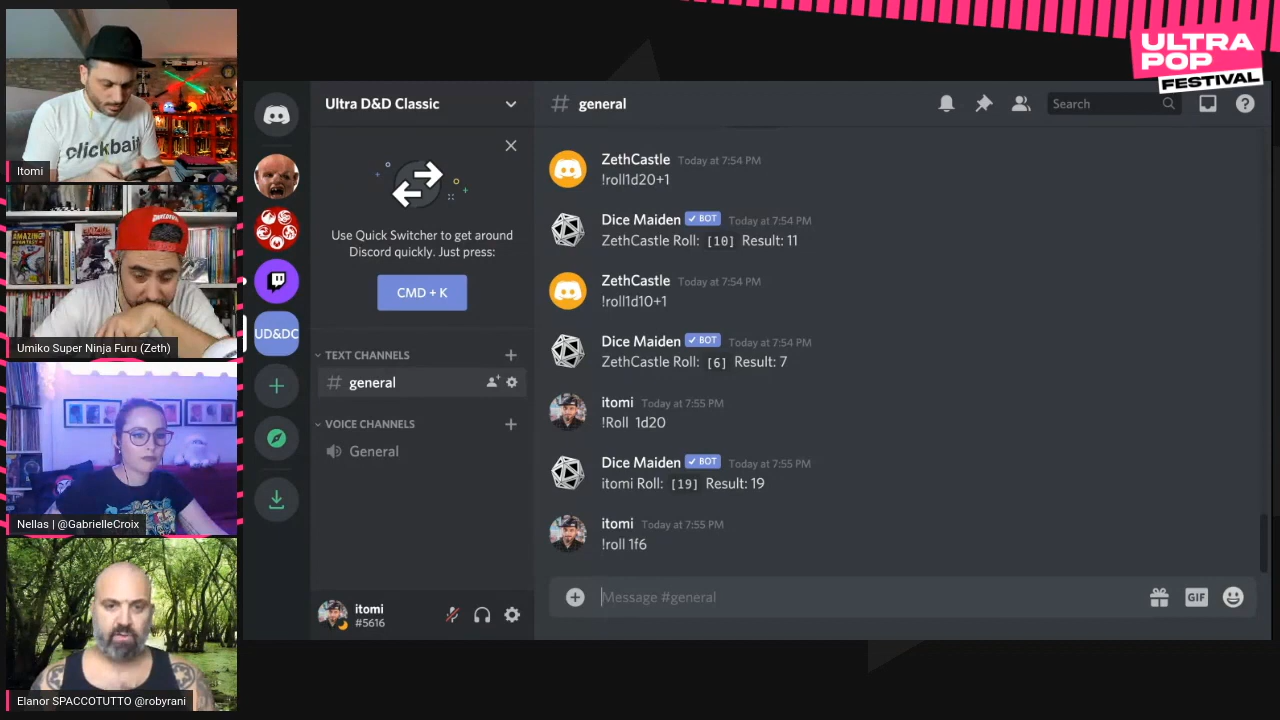 ULTRA
POP
FESTIVAL
clickbait
Itomi
AMAZING
FANTASY
Umiko Super Ninja Furu (Zeth)
Nellas | @GabrielleCroix
Elanor SPACCOTUTTO @robyrani
UD&DC
Ultra D&D Classic
Use Quick Switcher to get around
Discord quickly. Just press:
CMD + K
TEXT CHANNELS
# general
VOICE CHANNELS
General
itomi
#5616
# general
Search
ZethCastle Today at 7:54 PM
!roll1d20+1
Dice Maiden ✓ BOT Today at 7:54 PM
ZethCastle Roll: [10] Result: 11
ZethCastle Today at 7:54 PM
!roll1d10+1
Dice Maiden ✓ BOT Today at 7:54 PM
ZethCastle Roll: [6] Result: 7
itomi Today at 7:55 PM
!Roll 1d20
Dice Maiden ✓ BOT Today at 7:55 PM
itomi Roll: [19] Result: 19
itomi Today at 7:55 PM
!roll 1f6
Message #general
GIF